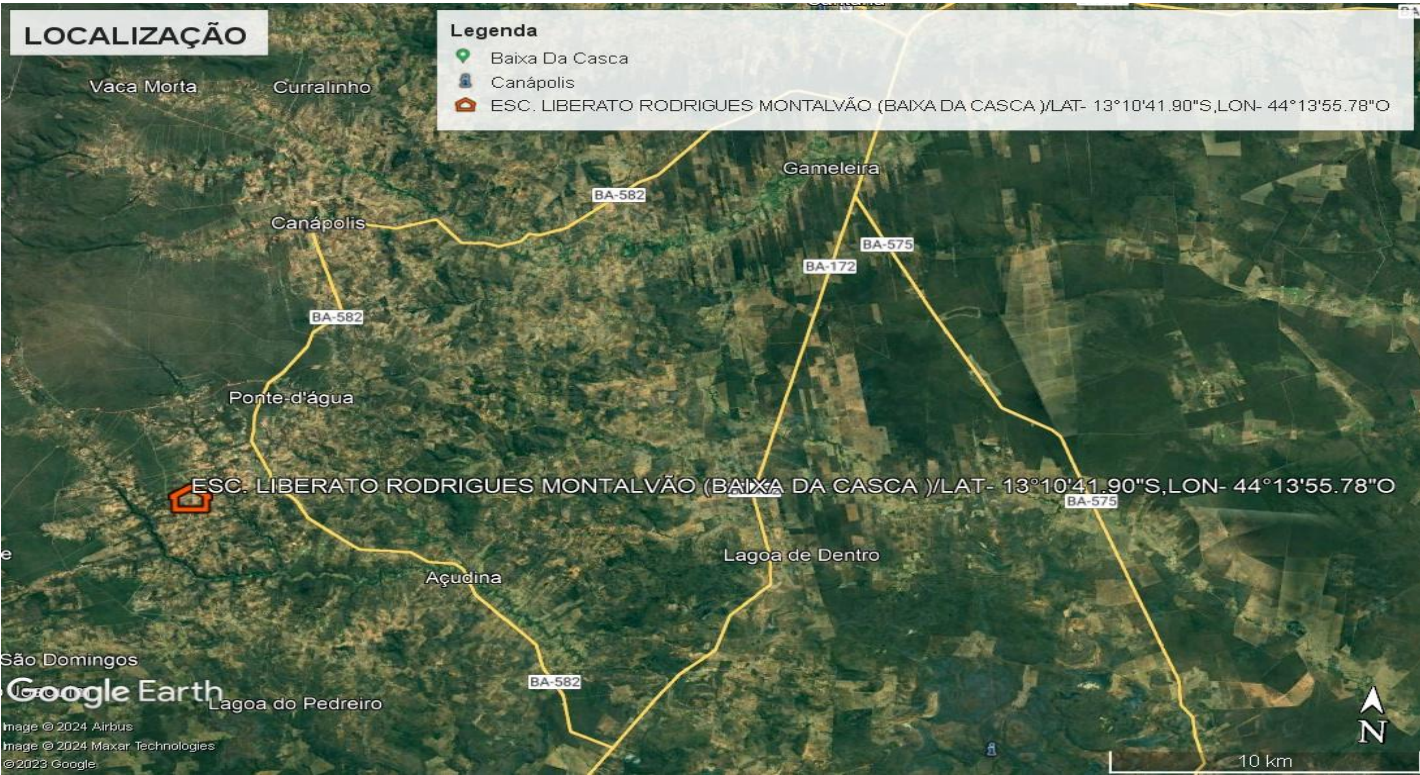 LOCALIZAÇÃO
Legenda
Baixa Da Casca
Canápolis
ESC. LIBERATO RODRIGUES MONTALVÃO (BAIXA DA CASCA )/LAT- 13°10'41.90"S,LON- 44°13'55.78"O
Vaca Morta
Curralinho
Gameleira
BA-582
Canápolis
BA-575
BA-172
BA-582
Ponte-d'água
ESC. LIBERATO RODRIGUES MONTALVÃO (BAIXA DA CASCA )/LAT- 13°10'41.90"S,LON- 44°13'55.78"O
BA-575
Lagoa de Dentro
Açudina
São Domingos
BA-582
Google Earth
Lagoa do Pedreiro
Image © 2024 Airbus
Image © 2024 Maxar Technologies
©2023 Google
N
10 km